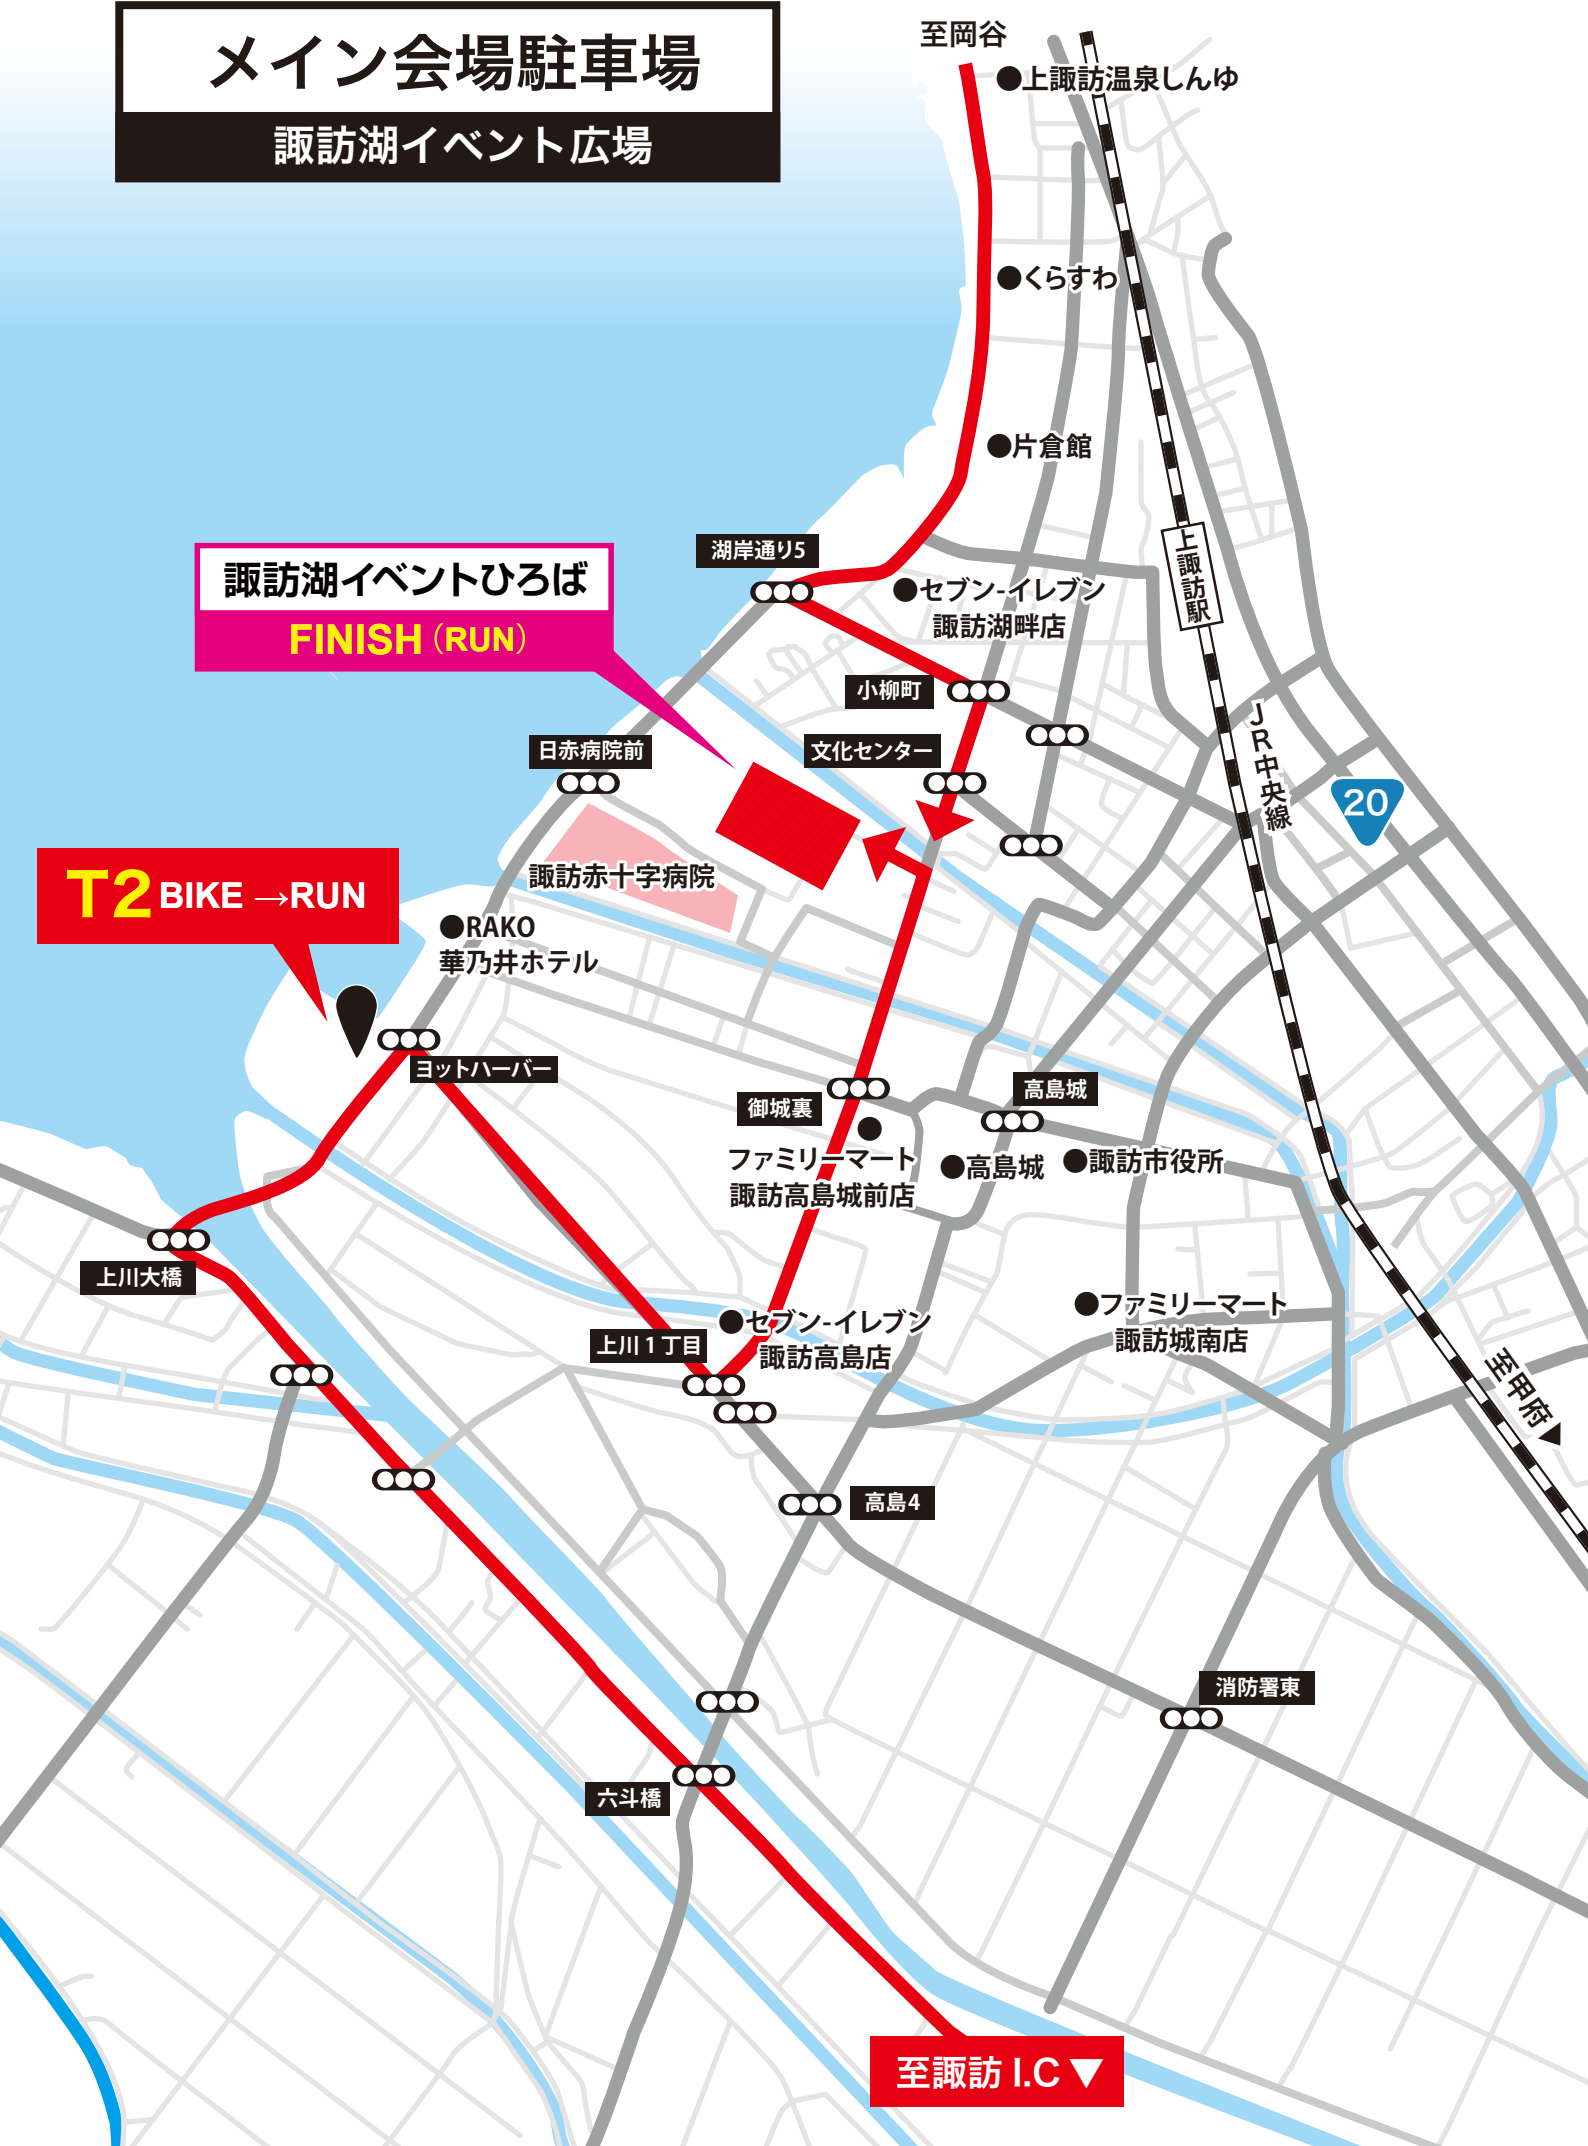 メイン会場駐車場
諏訪湖イベント広場
至岡谷
●上諏訪温泉しんゆ
●くらすわ
●片倉館
湖岸通り5
上諏訪駅
諏訪湖イベントひろば
FINISH（RUN）
●セブン-イレブン
諏訪湖畔店
小柳町
日赤病院前
文化センター
JR中央線
20
諏訪赤十字病院
T2 BIKE→RUN
●RAKO
華乃井ホテル
ヨットハーバー
御城裏
高島城
●
ファミリーマート
諏訪高島城前店
●高島城
●諏訪市役所
上川大橋
●セブン-イレブン
諏訪高島店
上川1丁目
●ファミリーマート
諏訪城南店
至甲府▼
高島4
消防署東
六斗橋
至諏訪 I.C▼